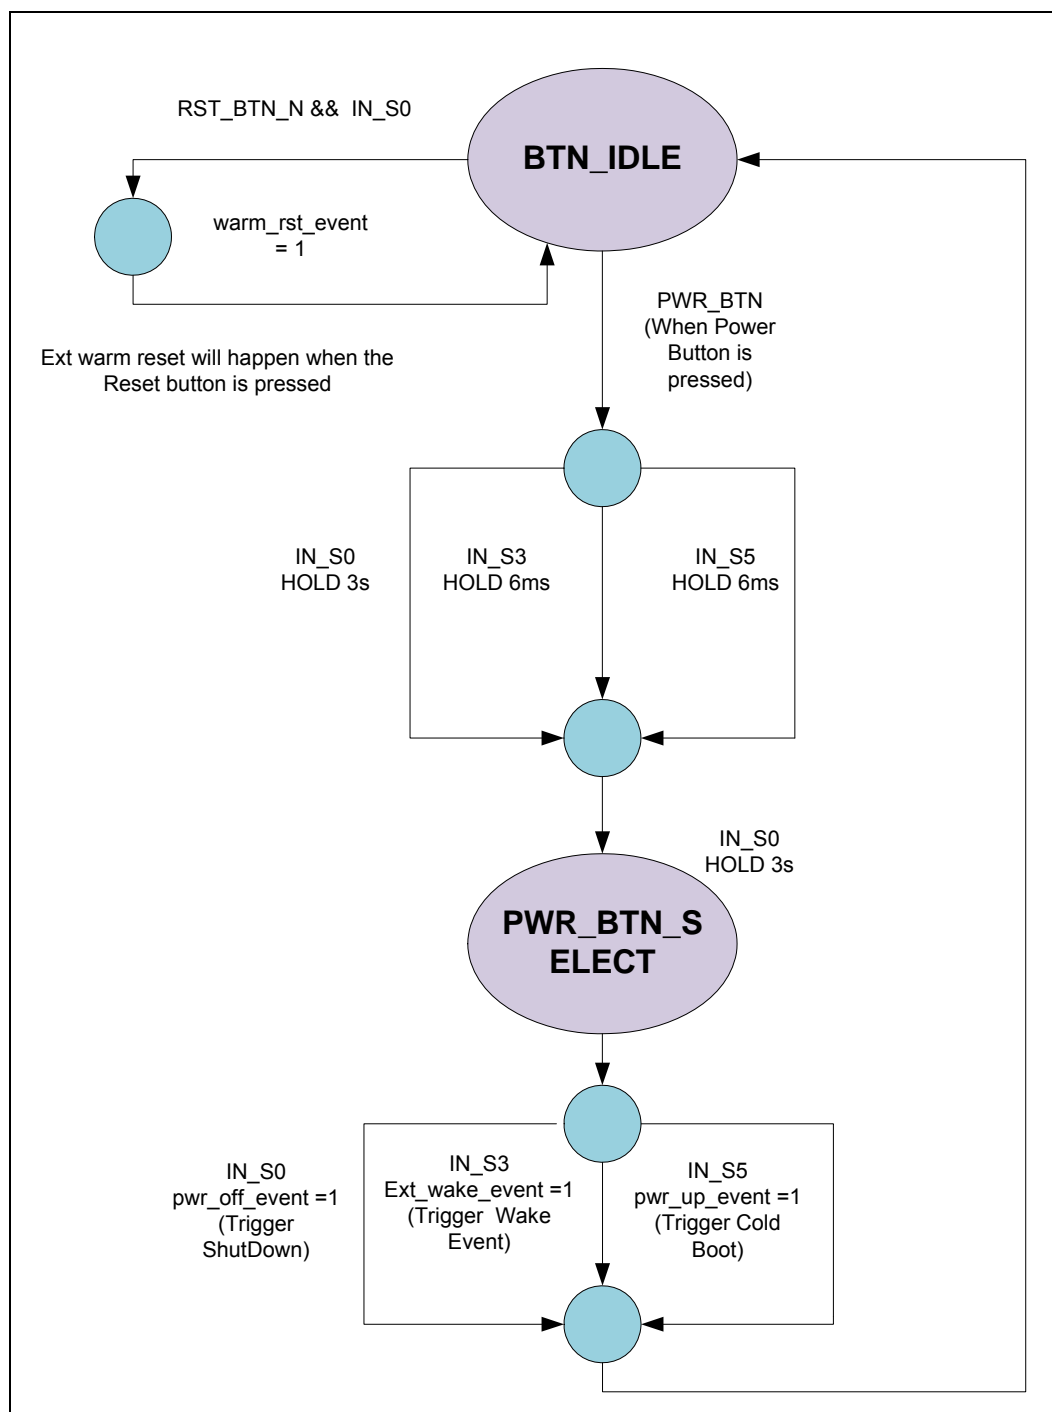 RST_BTN_N && IN_S0
BTN_IDLE
warm_rst_event
= 1
PWR_BTN
(When Power
Button is
pressed)
Ext warm reset will happen when the
Reset button is pressed
IN_S0
HOLD 3s
IN_S3
HOLD 6ms
IN_S5
HOLD 6ms
IN_S0
HOLD 3s
PWR_BTN_S
ELECT
IN_S0
pwr_off_event =1
(Trigger
ShutDown)
IN_S3
Ext_wake_event =1
(Trigger Wake
Event)
IN_S5
pwr_up_event =1
(Trigger Cold
Boot)